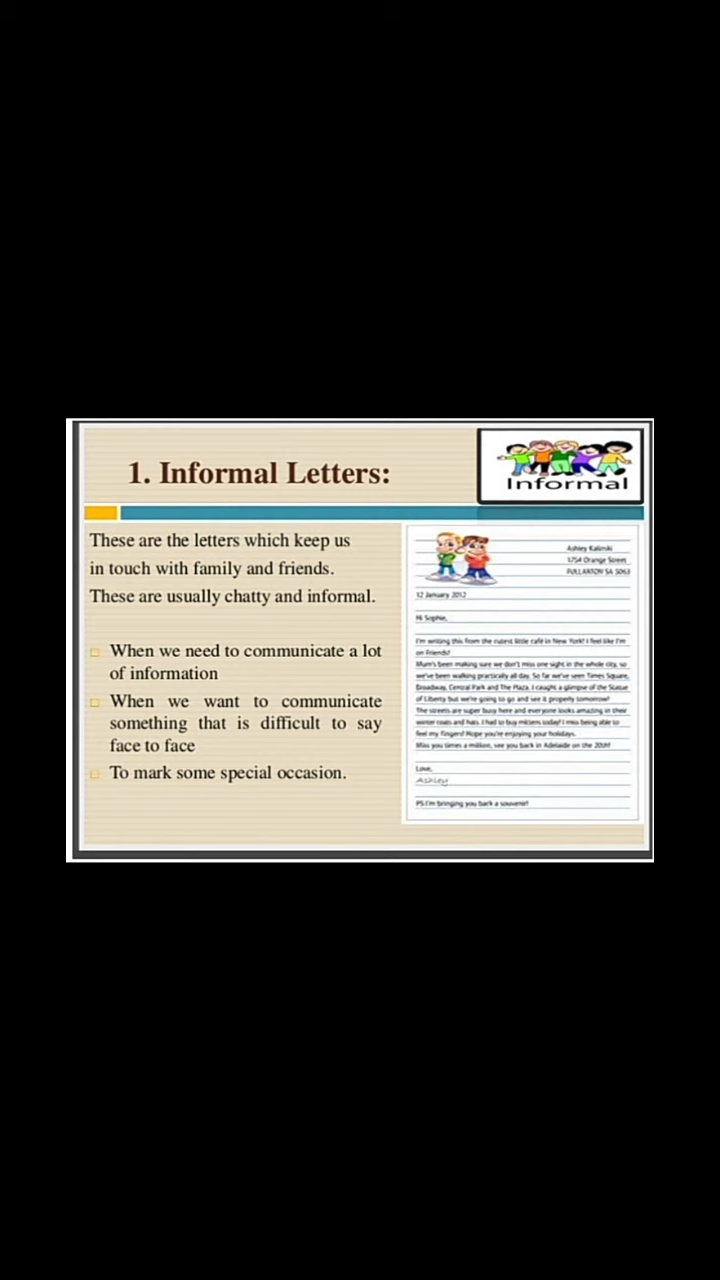 1. Informal Letters:
Informal
These are the letters which keep us
in touch with family and friends.
These are usually chatty and informal.
When we need to communicate a lot
of information
When we want to communicate
something that is difficult to say
face to face
To mark some special occasion.
Ashley Kalinski
1754 Orange Street
FULLARTON SA 5063
12 January 2012
Hi Sophie,
I'm writing this from the cutest little café in New York! I feel like I'm
on Friends!
Mum's been making sure we don't miss one sight in the whole city, so
we've been walking practically all day. So far we've seen Times Square,
Broadway, Central Park and The Plaza. I caught a glimpse of the Statue
of Liberty but we're going to go and see it properly tomorrow!
The streets are super busy here and everyone looks amazing in their
winter coats and hats. I had to buy mittens today! I miss being able to
feel my fingers! Hope you're enjoying your holidays.
Miss you times a million, see you back in Adelaide on the 20th!
Love,
Ashley
PS I'm bringing you back a souvenir!